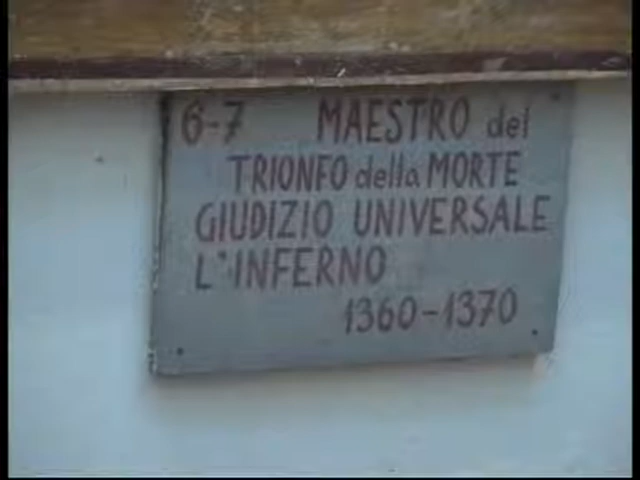 6-7 MAESTRO del
TRIONFO della MORTE
GIUDIZIO UNIVERSALE
L'INFERNO
1360-1370